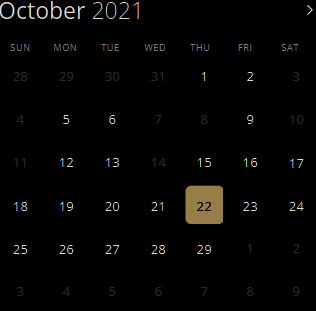 October 2021
SUN MON TUE WED THU FRI SAT
28 29 30 31 1 2 3
4 5 6 7 8 9 10
11 12 13 14 15 16 17
18 19 20 21 22 23 24
25 26 27 28 29 1 2
3 4 5 6 7 8 9